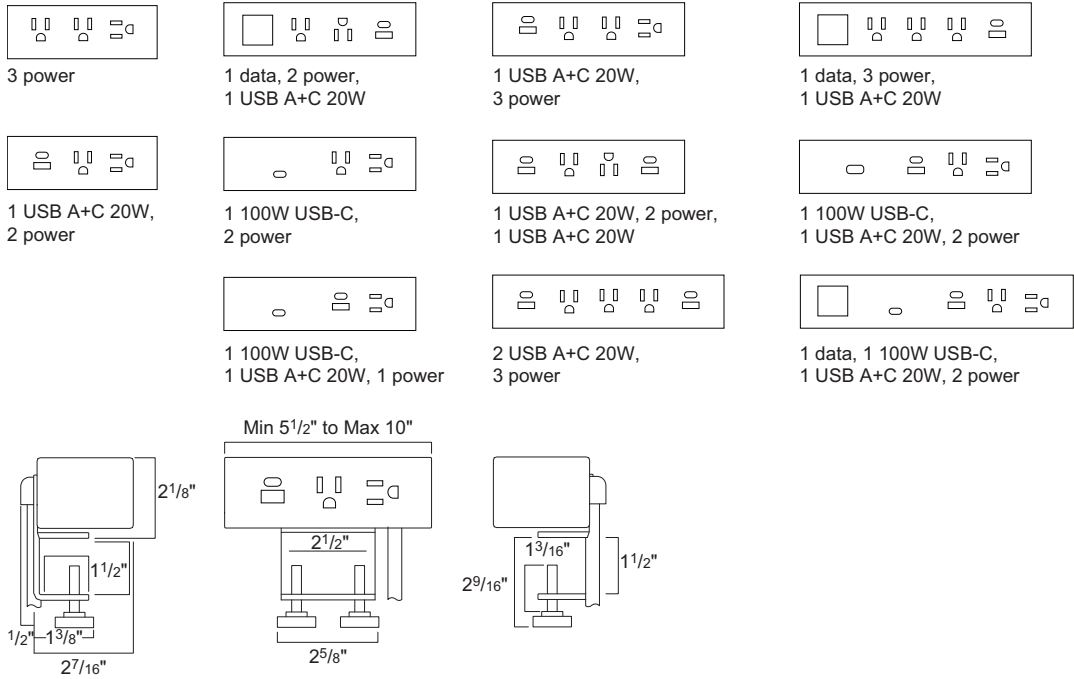 3 power
1 data, 2 power,
1 USB A+C 20W
1 USB A+C 20W,
3 power
1 data, 3 power,
1 USB A+C 20W
1 USB A+C 20W,
2 power
1 100W USB-C,
2 power
1 USB A+C 20W, 2 power,
1 USB A+C 20W
1 100W USB-C,
1 USB A+C 20W, 2 power
1 100W USB-C,
1 USB A+C 20W, 1 power
2 USB A+C 20W,
3 power
1 data, 1 100W USB-C,
1 USB A+C 20W, 2 power
Min 51/2" to Max 10"
21/8"
11/2"
1/2"
13/8"
27/16"
21/2"
25/8"
13/16"
11/2"
29/16"